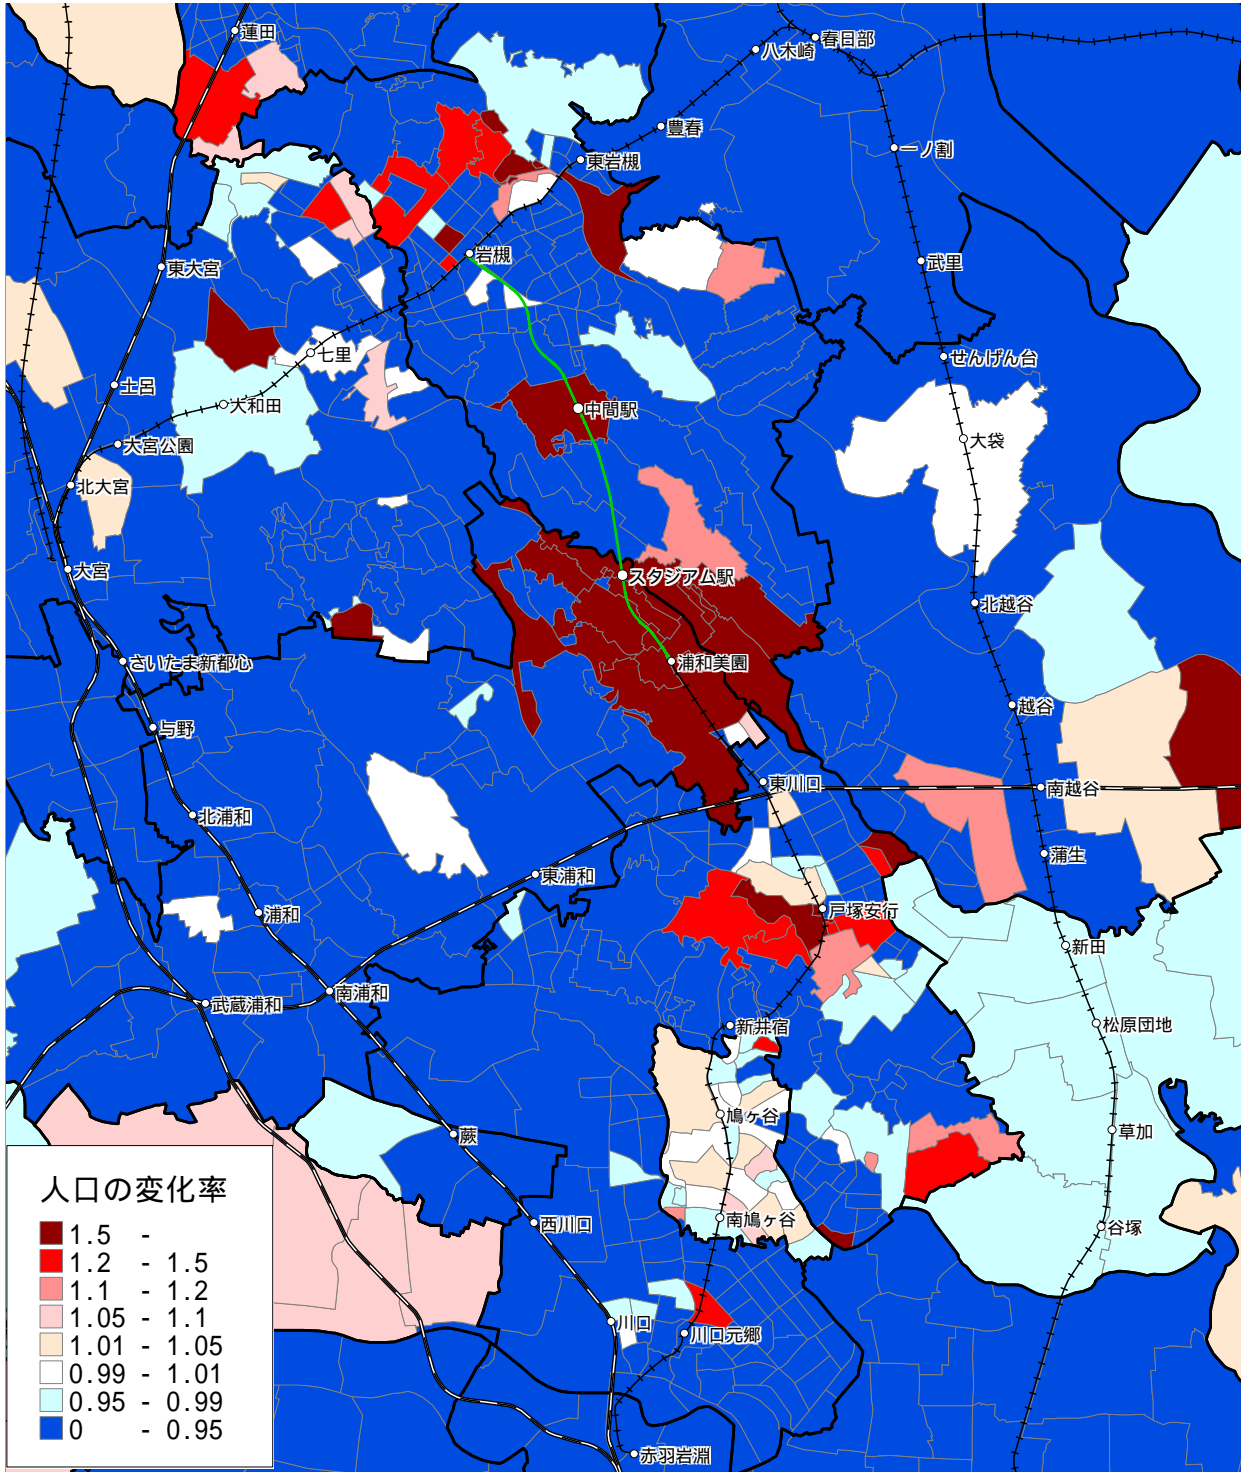 蓮田
八木崎
春日部
豊春
一ノ割
東岩槻
岩槻
武里
東大宮
七里
せんげん台
土呂
大和田
中間駅
大宮公園
大袋
北大宮
大宮
スタジアム駅
北越谷
さいたま新都心
浦和美園
与野
越谷
東川口
南越谷
北浦和
蒲生
東浦和
浦和
戸塚安行
新田
武蔵浦和
南浦和
新井宿
松原団地
鳩ヶ谷
蕨
草加
西川口
南鳩ヶ谷
谷塚
川口
川口元郷
赤羽岩淵
人口の変化率
1.5 -
1.2 - 1.5
1.1 - 1.2
1.05 - 1.1
1.01 - 1.05
0.99 - 1.01
0.95 - 0.99
0 - 0.95